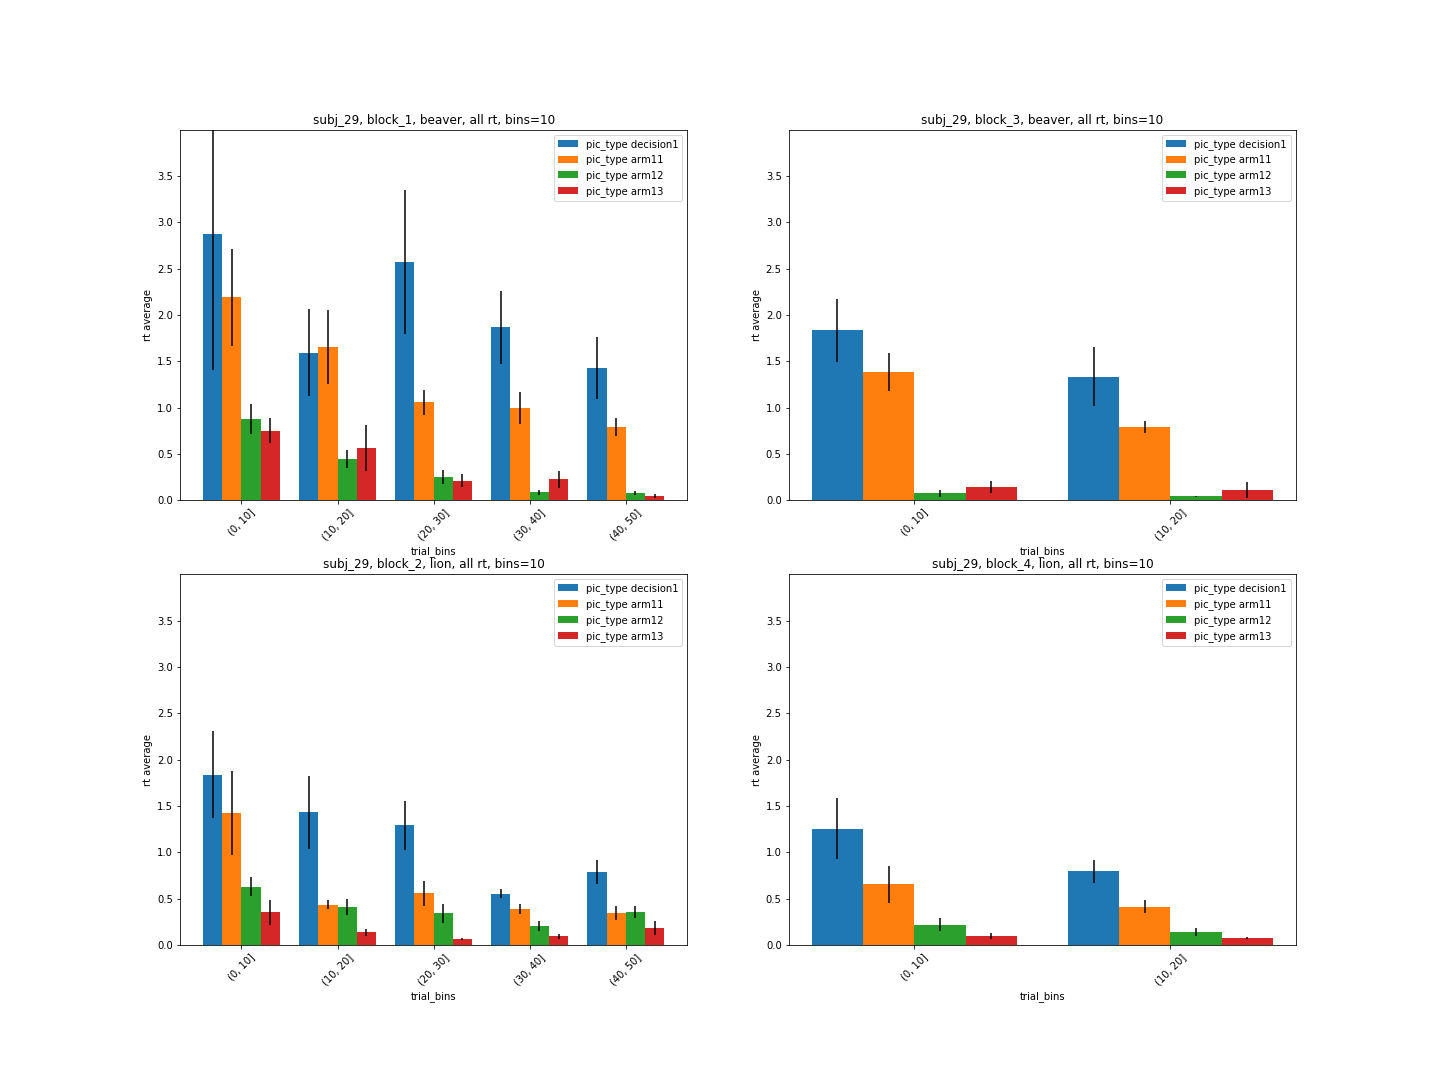 subj_29, block_1, beaver, all rt, bins=10
pic_type decision1
pic_type arm11
pic_type arm12
pic_type arm13
rt average
3.5
3.0
2.5
2.0
1.5
1.0
0.5
0.0
(0, 10]
(10, 20]
(20, 30]
(30, 40]
(40, 50]
trial_bins
subj_29, block_3, beaver, all rt, bins=10
pic_type decision1
pic_type arm11
pic_type arm12
pic_type arm13
rt average
3.5
3.0
2.5
2.0
1.5
1.0
0.5
0.0
(0, 10]
(10, 20]
trial_bins
subj_29, block_2, lion, all rt, bins=10
pic_type decision1
pic_type arm11
pic_type arm12
pic_type arm13
rt average
3.5
3.0
2.5
2.0
1.5
1.0
0.5
0.0
(0, 10]
(10, 20]
(20, 30]
(30, 40]
(40, 50]
trial_bins
subj_29, block_4, lion, all rt, bins=10
pic_type decision1
pic_type arm11
pic_type arm12
pic_type arm13
rt average
3.5
3.0
2.5
2.0
1.5
1.0
0.5
0.0
(0, 10]
(10, 20]
trial_bins